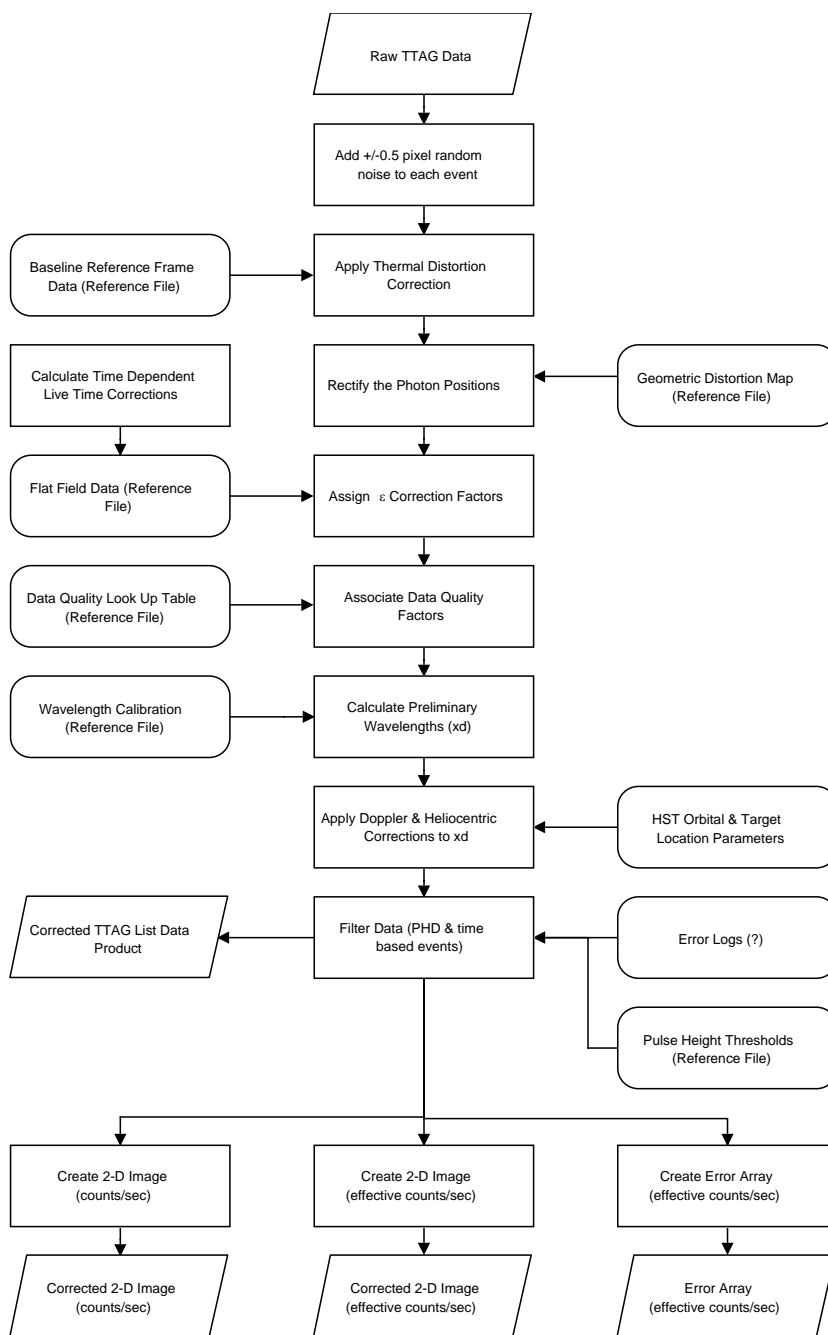 Raw TTAG Data
Add +/-0.5 pixel random
noise to each event
Baseline Reference Frame
Data (Reference File)
Apply Thermal Distortion
Correction
Calculate Time Dependent
Live Time Corrections
Rectify the Photon Positions
Geometric Distortion Map
(Reference File)
Flat Field Data (Reference
File)
Assign ε Correction Factors
Data Quality Look Up Table
(Reference File)
Associate Data Quality
Factors
Wavelength Calibration
(Reference File)
Calculate Preliminary
Wavelengths (xd)
Apply Doppler & Heliocentric
Corrections to xd
HST Orbital & Target
Location Parameters
Corrected TTAG List Data
Product
Filter Data (PHD & time
based events)
Error Logs (?)
Pulse Height Thresholds
(Reference File)
Create 2-D Image
(counts/sec)
Create 2-D Image
(effective counts/sec)
Create Error Array
(effective counts/sec)
Corrected 2-D Image
(counts/sec)
Corrected 2-D Image
(effective counts/sec)
Error Array
(effective counts/sec)